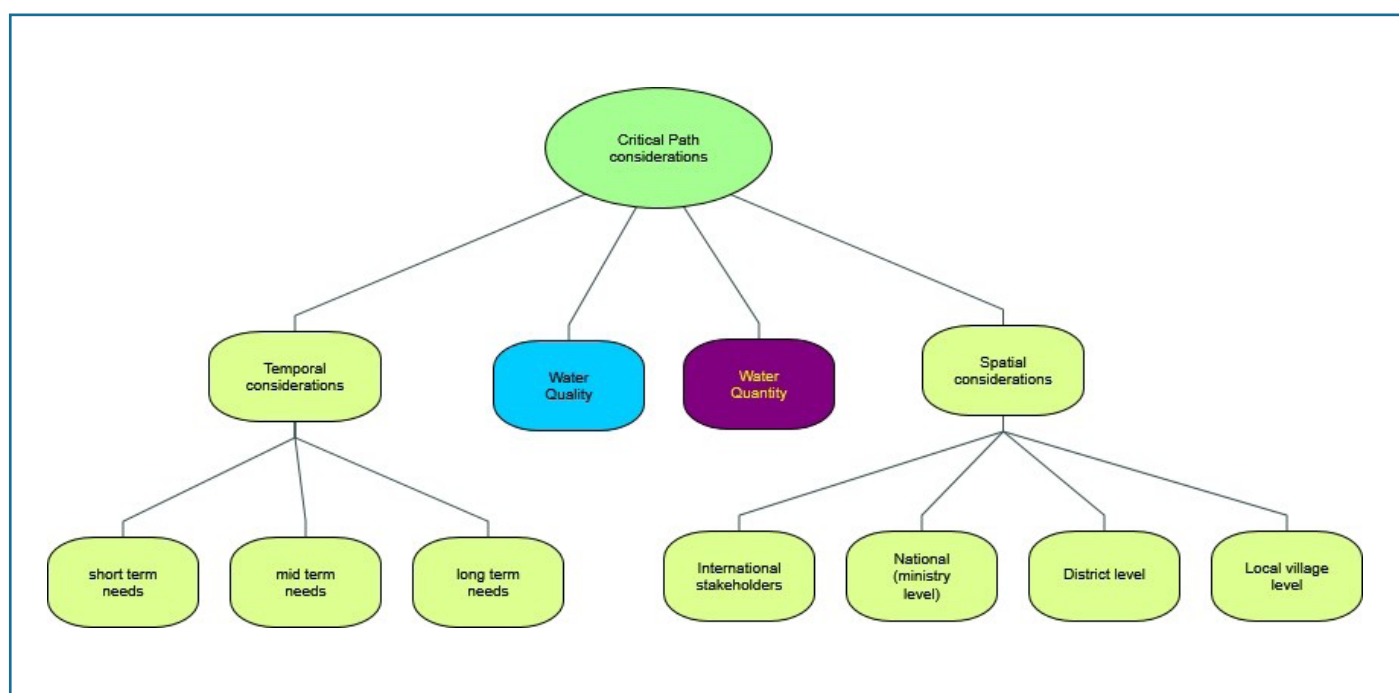 Critical Path
considerations
Temporal
considerations
Water
Quality
Water
Quantity
Spatial
considerations
short term
needs
mid term
needs
long term
needs
International
stakeholders
National
(ministry
level)
District level
Local village
level